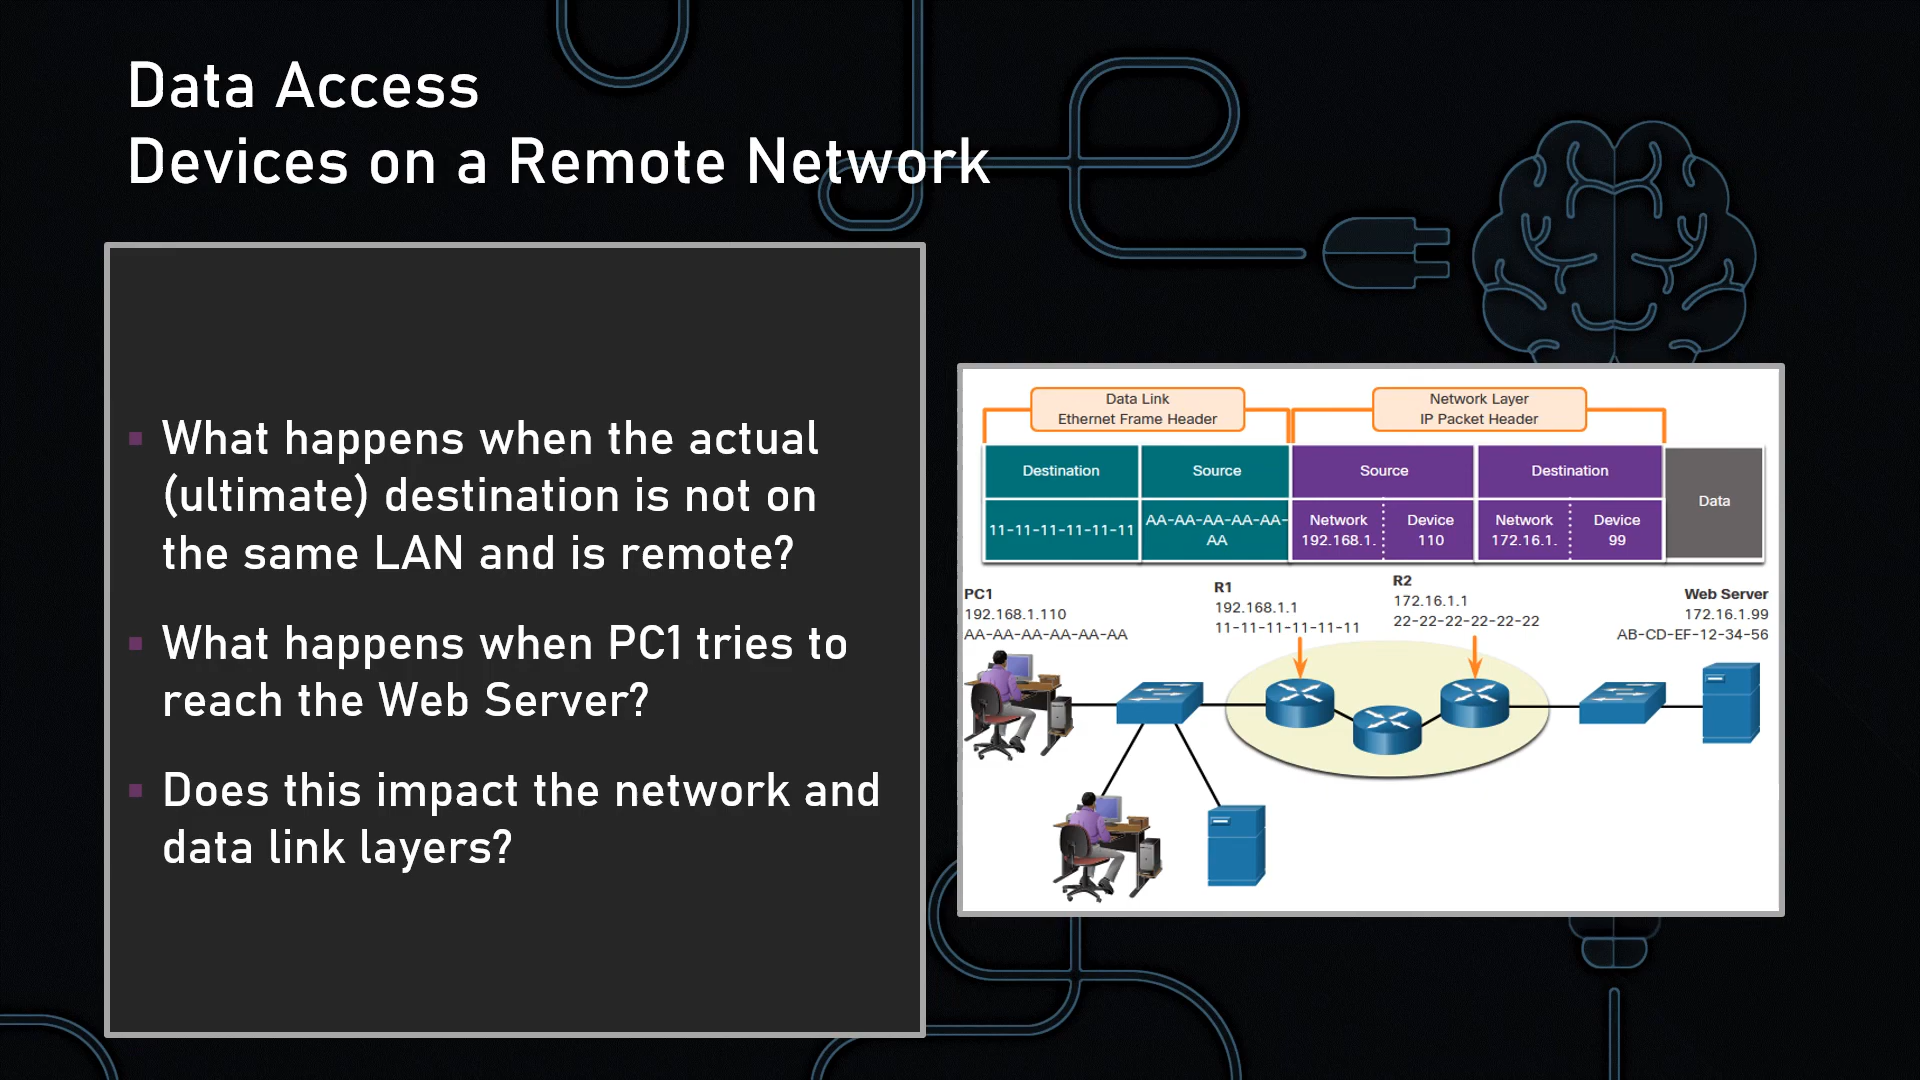 Data Access
Devices on a Remote Network
What happens when the actual
(ultimate) destination is not on
the same LAN and is remote?
What happens when PC1 tries to
reach the Web Server?
Does this impact the network and
data link layers?
Data Link
Ethernet Frame Header
Network Layer
IP Packet Header
Destination
Source
Source
Destination
Data
11-11-11-11-11-11
AA-AA-AA-AA-AA-
AA
Network
192.168.1.
Device
110
Network
172.16.1.
Device
99
PC1
192.168.1.110
AA-AA-AA-AA-AA-AA
R1
192.168.1.1
11-11-11-11-11-11
R2
172.16.1.1
22-22-22-22-22-22
Web Server
172.16.1.99
AB-CD-EF-12-34-56